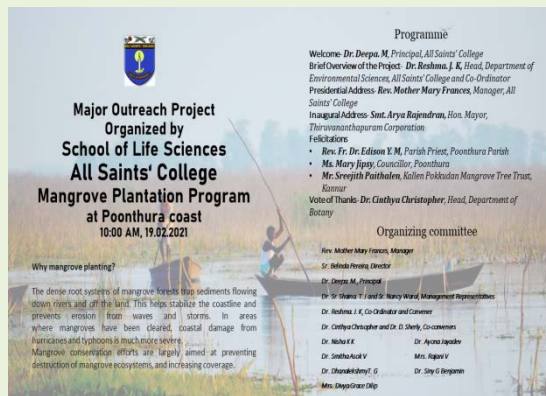 Major Outreach Project
Organized by
School of Life Sciences
All Saints' College
Mangrove Plantation Program
at Poonthura coast
10:00 AM, 19.02.2021
Why mangrove planting?
The dense root systems of mangrove forests trap sediments flowing
down rivers and off the land. This helps stabilize the coastline and
prevents erosion from waves and storms. In areas
where mangroves have been cleared, coastal damage from
hurricanes and typhoons is much more severe.
Mangrove conservation efforts are largely aimed at preventing
destruction of mangrove ecosystems, and increasing coverage.
Programme
Welcome- Dr. Deepa. M, Principal, All Saints' College
Brief Overview of the Project- Dr. Reshma. J. K, Head, Department of
Environmental Sciences, All Saints' College and Co-Ordinator
Presidential Address- Rev. Mother Mary Frances, Manager, All
Saints' College
Inaugural Address- Smt. Arya Rajendran, Hon. Mayor,
Thiruvananthapuram Corporation
Felicitations
• Rev. Fr. Dr. Edison Y. M, Parish Priest, Poonthura Parish
• Ms. Mary Jipsy, Councillor, Poonthura
• Mr. Sreejith Paithalen, Kallen Pokkudan Mangrove Tree Trust,
Kannur
Vote of Thanks- Dr. Cinthya Christopher, Head, Department of
Botany
Organizing committee
Rev. Mother Mary Frances, Manager
Sr. Belinda Pereira, Director
Dr. Deepa. M, Principal
Dr. Sr. Shama. T. J and Sr. Nancy Management Representatives
Dr. Reshma. J. K, Co-Ordinator and Convener
Dr. Cinthya Chriscpher and Dr. D. Sherly, Co-conveners
Dr. Nisha K K Dr. Ayona Jayadev
Dr. Smitha Asok V Mrs. Rajani V
Dr. Dhanalekshmy T. G Dr. Siny G Benjamin
Mrs. Divya Grace Dilip